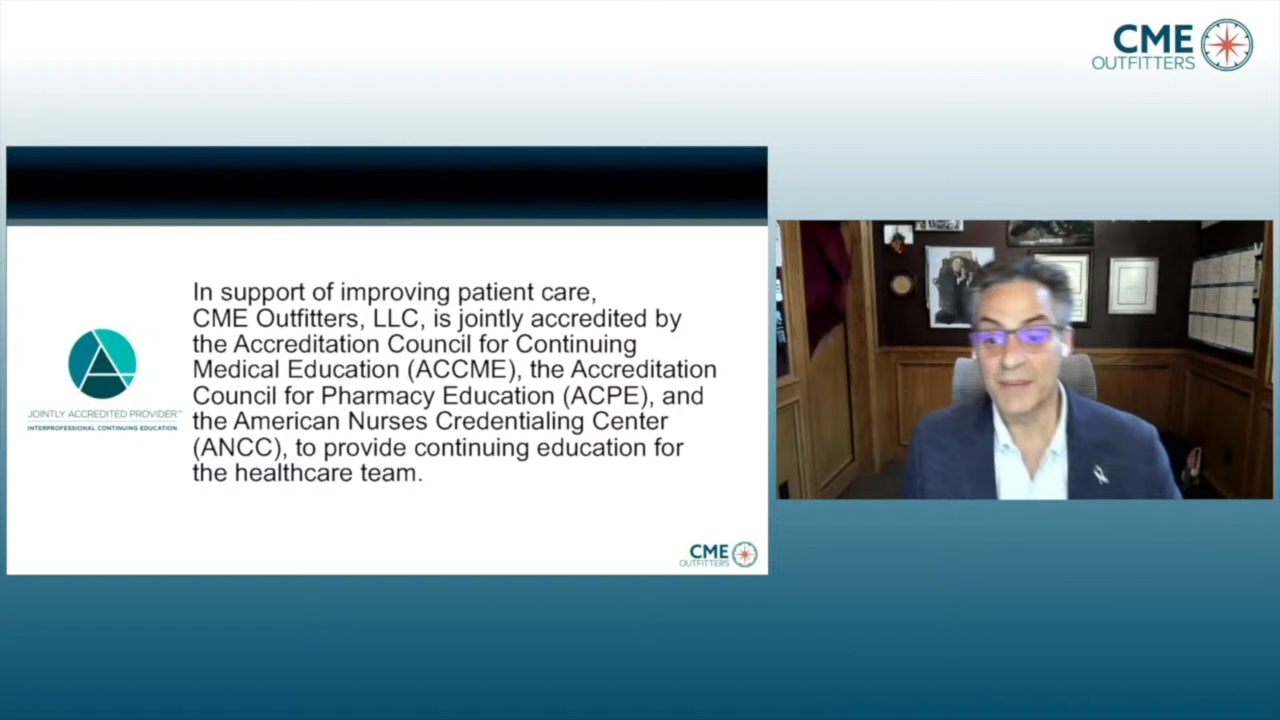 CME
OUTFITTERS
In support of improving patient care,
CME Outfitters, LLC, is jointly accredited by
the Accreditation Council for Continuing
Medical Education (ACCME), the Accreditation
Council for Pharmacy Education (ACPE), and
the American Nurses Credentialing Center
(ANCC), to provide continuing education for
the healthcare team.
JOINTLY ACCREDITED PROVIDER™
INTERPROFESSIONAL CONTINUING EDUCATION
CME
OUTFITTERS